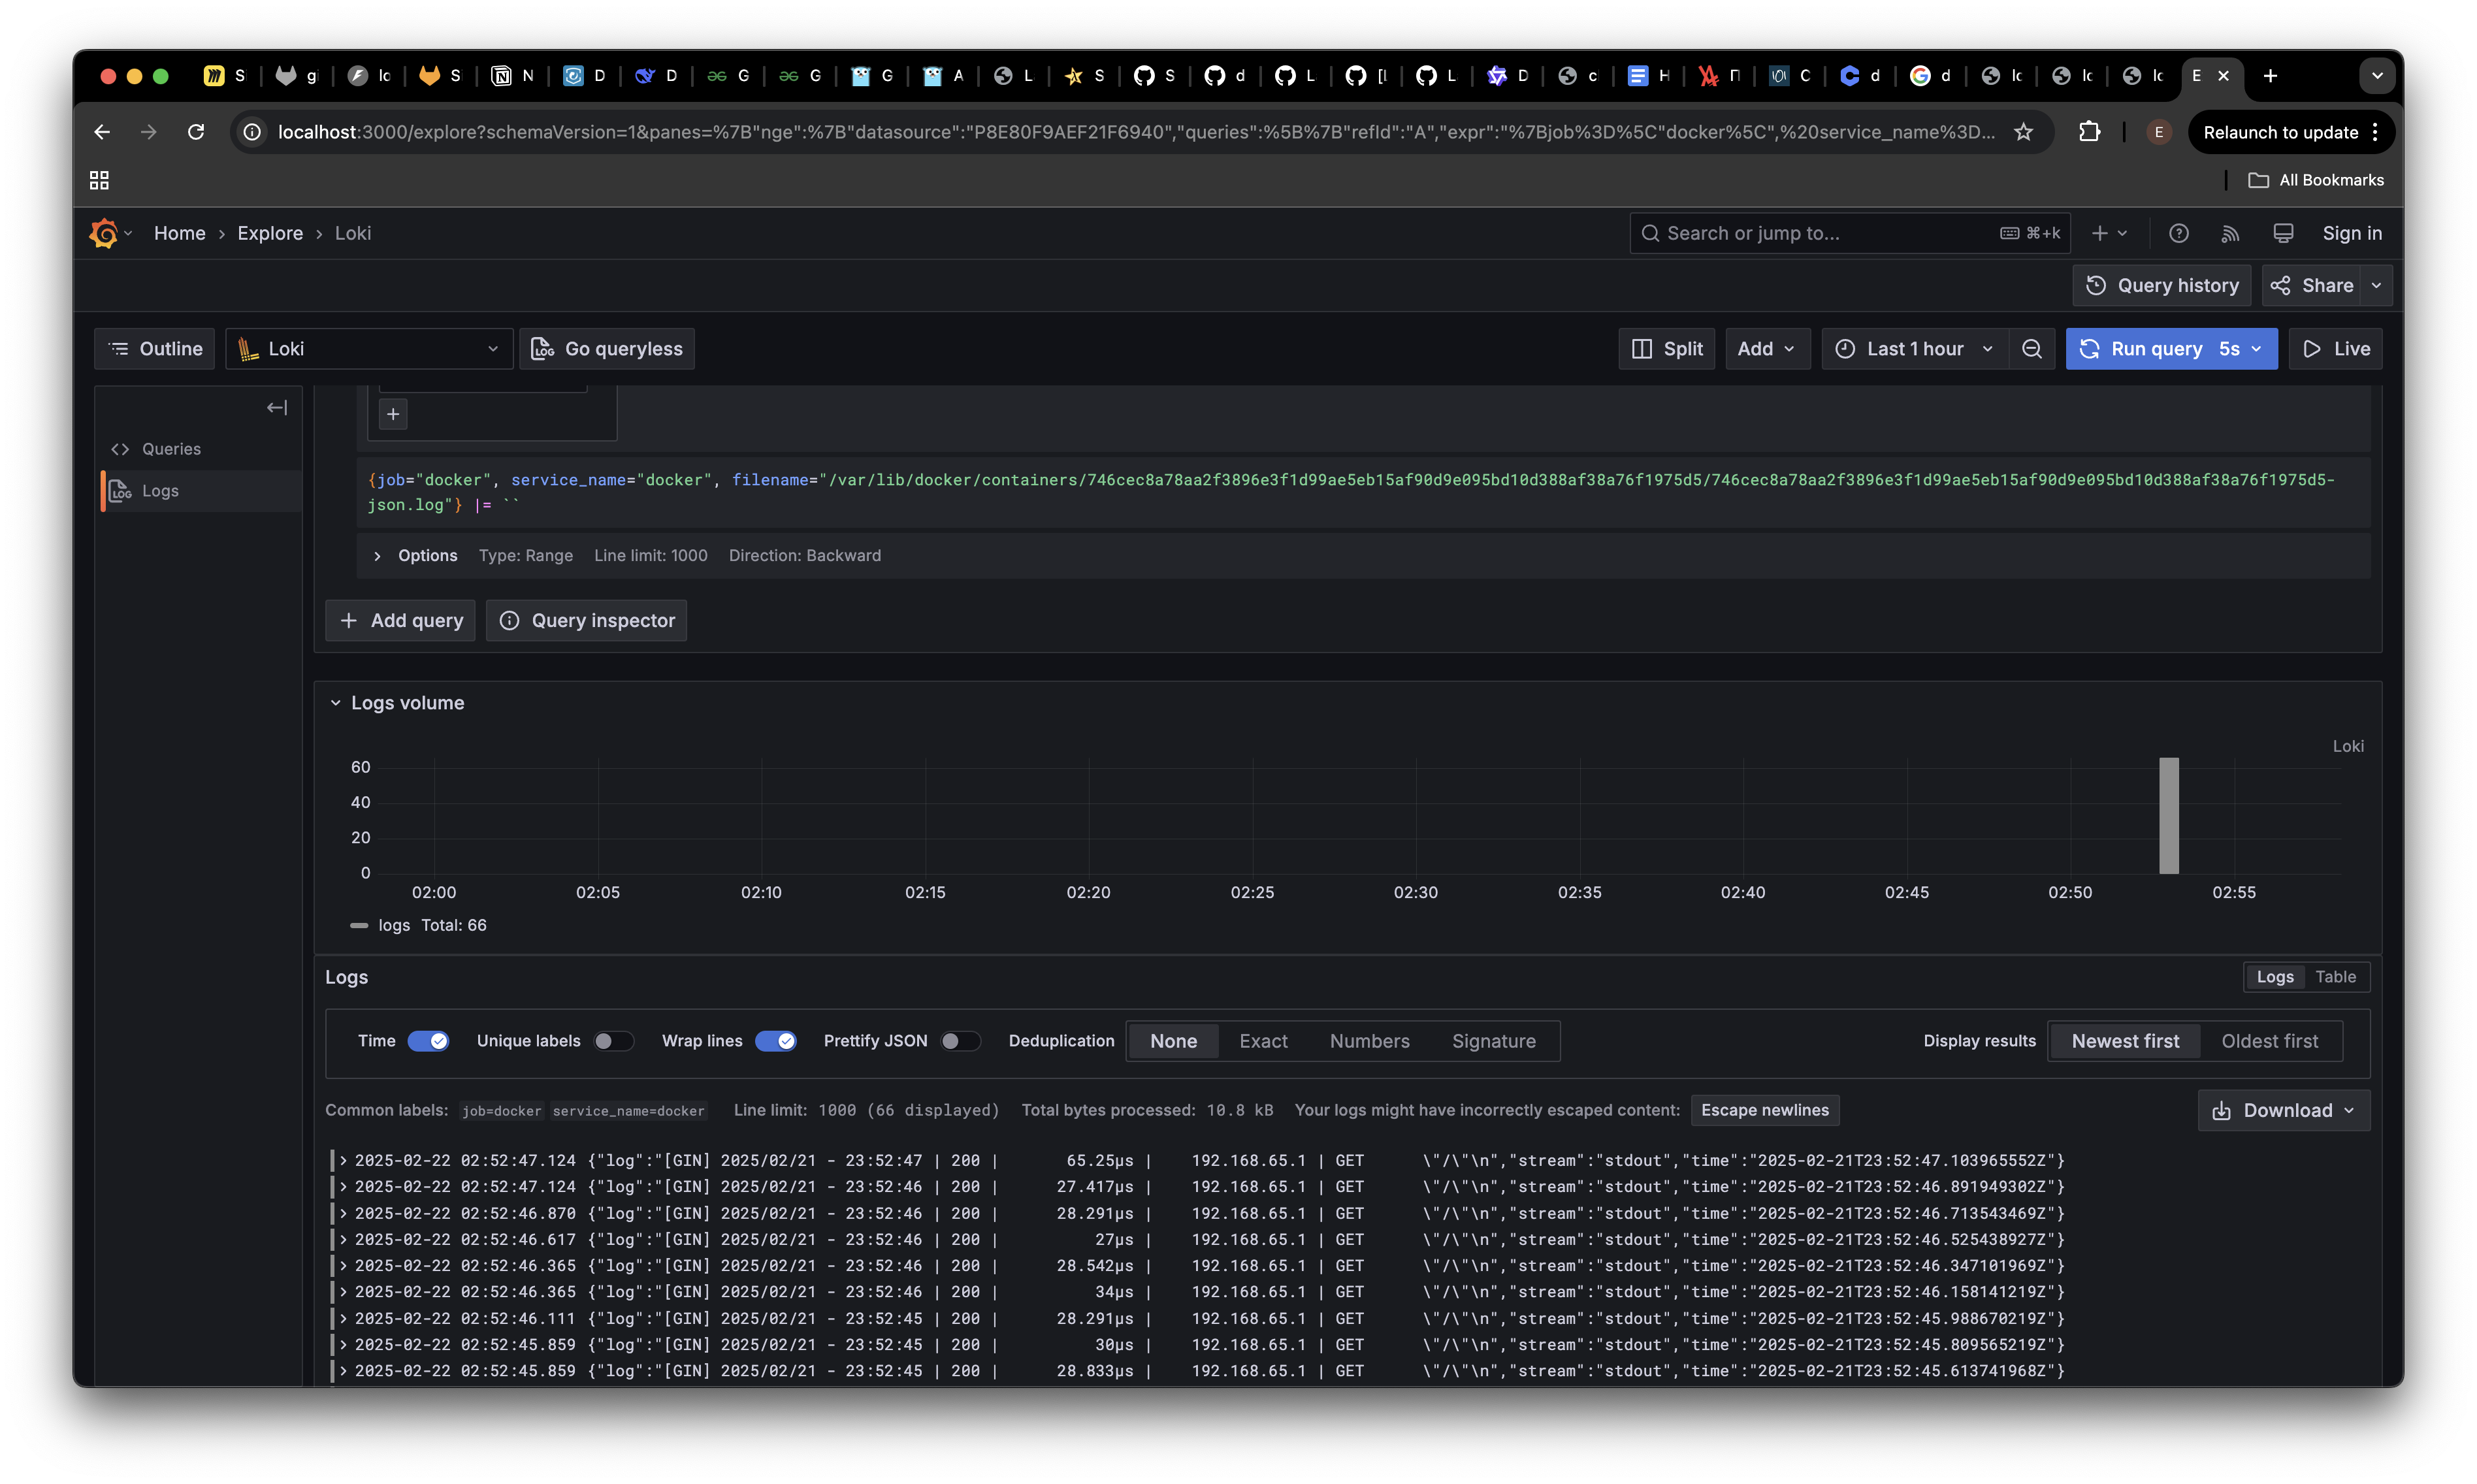 S g lo S N D D G G G A L S S d L [L L D c H П C d d lo lo lo E
localhost:3000/explore?schemaVersion=1&panes=%7B"nge":%7B"datasource":"P8E80F9AEF21F6940","queries":%5B%7B"refId":"A","expr":"%7Bjob%3D%5C"docker%5C",%20service_name%3D... E Relaunch to update
All Bookmarks
Home › Explore › Loki Search or jump to... ⌘+k Sign in
Query history Share
Outline Loki Go queryless Split Add Last 1 hour Run query 5s Live
Queries
Logs
{job="docker", service_name="docker", filename="/var/lib/docker/containers/746cec8a78aa2f3896e3f1d99ae5eb15af90d9e095bd10d388af38a76f1975d5/746cec8a78aa2f3896e3f1d99ae5eb15af90d9e095bd10d388af38a76f1975d5-
json.log"} |= ``
Options Type: Range Line limit: 1000 Direction: Backward
Add query Query inspector
Logs volume
Loki
60
40
20
0
02:00 02:05 02:10 02:15 02:20 02:25 02:30 02:35 02:40 02:45 02:50 02:55
logs Total: 66
Logs Logs Table
Time Unique labels Wrap lines Prettify JSON Deduplication None Exact Numbers Signature Display results Newest first Oldest first
Common labels: job=docker service_name=docker Line limit: 1000 (66 displayed) Total bytes processed: 10.8 kB Your logs might have incorrectly escaped content: Escape newlines Download
2025-02-22 02:52:47.124 {"log":"[GIN] 2025/02/21 - 23:52:47 | 200 | 65.25µs | 192.168.65.1 | GET \"/\"\n","stream":"stdout","time":"2025-02-21T23:52:47.103965552Z"}
2025-02-22 02:52:47.124 {"log":"[GIN] 2025/02/21 - 23:52:46 | 200 | 27.417µs | 192.168.65.1 | GET \"/\"\n","stream":"stdout","time":"2025-02-21T23:52:46.891949302Z"}
2025-02-22 02:52:46.870 {"log":"[GIN] 2025/02/21 - 23:52:46 | 200 | 28.291µs | 192.168.65.1 | GET \"/\"\n","stream":"stdout","time":"2025-02-21T23:52:46.713543469Z"}
2025-02-22 02:52:46.617 {"log":"[GIN] 2025/02/21 - 23:52:46 | 200 | 27µs | 192.168.65.1 | GET \"/\"\n","stream":"stdout","time":"2025-02-21T23:52:46.525438927Z"}
2025-02-22 02:52:46.365 {"log":"[GIN] 2025/02/21 - 23:52:46 | 200 | 28.542µs | 192.168.65.1 | GET \"/\"\n","stream":"stdout","time":"2025-02-21T23:52:46.347101969Z"}
2025-02-22 02:52:46.365 {"log":"[GIN] 2025/02/21 - 23:52:46 | 200 | 34µs | 192.168.65.1 | GET \"/\"\n","stream":"stdout","time":"2025-02-21T23:52:46.158141219Z"}
2025-02-22 02:52:46.111 {"log":"[GIN] 2025/02/21 - 23:52:45 | 200 | 28.291µs | 192.168.65.1 | GET \"/\"\n","stream":"stdout","time":"2025-02-21T23:52:45.988670219Z"}
2025-02-22 02:52:45.859 {"log":"[GIN] 2025/02/21 - 23:52:45 | 200 | 30µs | 192.168.65.1 | GET \"/\"\n","stream":"stdout","time":"2025-02-21T23:52:45.809565219Z"}
2025-02-22 02:52:45.859 {"log":"[GIN] 2025/02/21 - 23:52:45 | 200 | 28.833µs | 192.168.65.1 | GET \"/\"\n","stream":"stdout","time":"2025-02-21T23:52:45.613741968Z"}